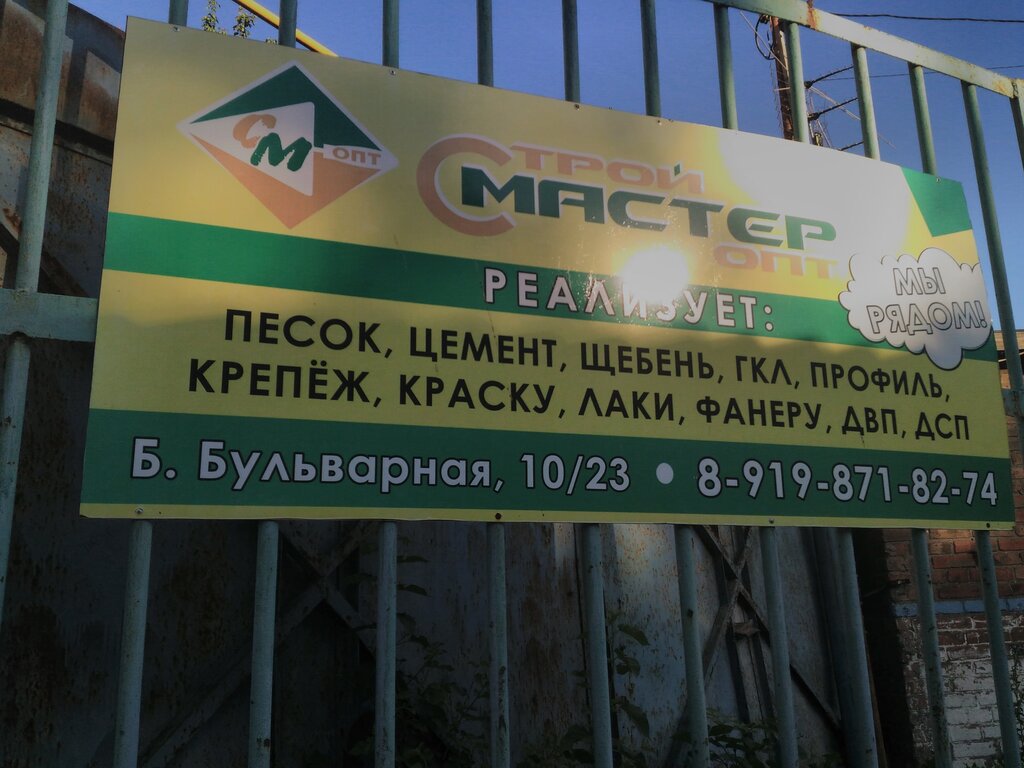 СМ ОПТ
СТРОЙ
МАСТЕР
ОПТ
РЕАЛИЗУЕТ:
МЫ
РЯДОМ!
ПЕСОК, ЦЕМЕНТ, ЩЕБЕНЬ, ГКЛ, ПРОФИЛЬ,
КРЕПЁЖ, КРАСКУ, ЛАКИ, ФАНЕРУ, ДВП, ДСП
Б. Бульварная, 10/23 • 8-919-871-82-74